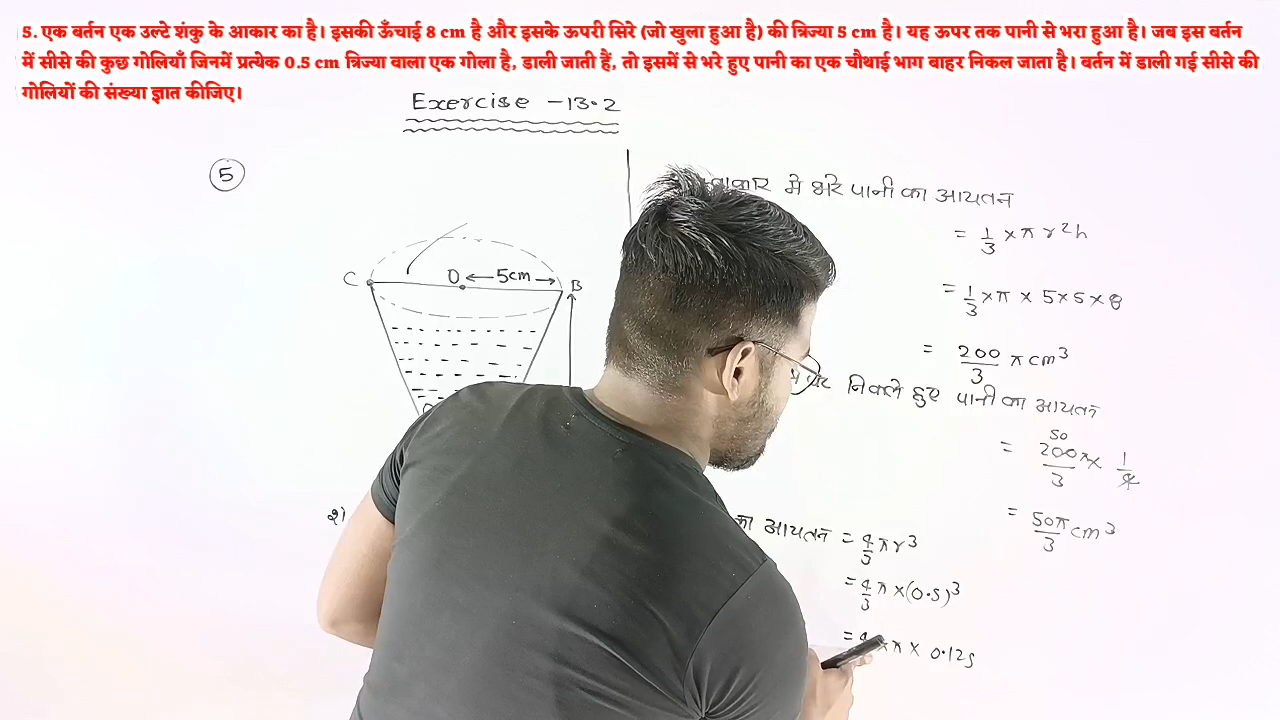 5. एक बर्तन एक उल्टे शंकु के आकार का है। इसकी ऊँचाई 8 cm है और इसके ऊपरी सिरे (जो खुला हुआ है) की त्रिज्या 5 cm है। यह ऊपर तक पानी से भरा हुआ है। जब इस बर्तन
में सीसे की कुछ गोलियाँ जिनमें प्रत्येक 0.5 cm त्रिज्या वाला एक गोला है, डाली जाती हैं, तो इसमें से भरे हुए पानी का एक चौथाई भाग बाहर निकल जाता है। बर्तन में डाली गई सीसे की
गोलियों की संख्या ज्ञात कीजिए।
Exercise -13.2
5
में भरे पानी का आयतन
= 1/3 × π r²h
= 1/3 × π × 5 × 5 × 8
= 200/3 π cm³
निकले हुए पानी का आयतन
50
= 200π/3 × 1/4
= 50π/3 cm³
C O ←5cm→ B
का आयतन = 4/3 π r³
= 4/3 π × (0.5)³
= π × 0.125